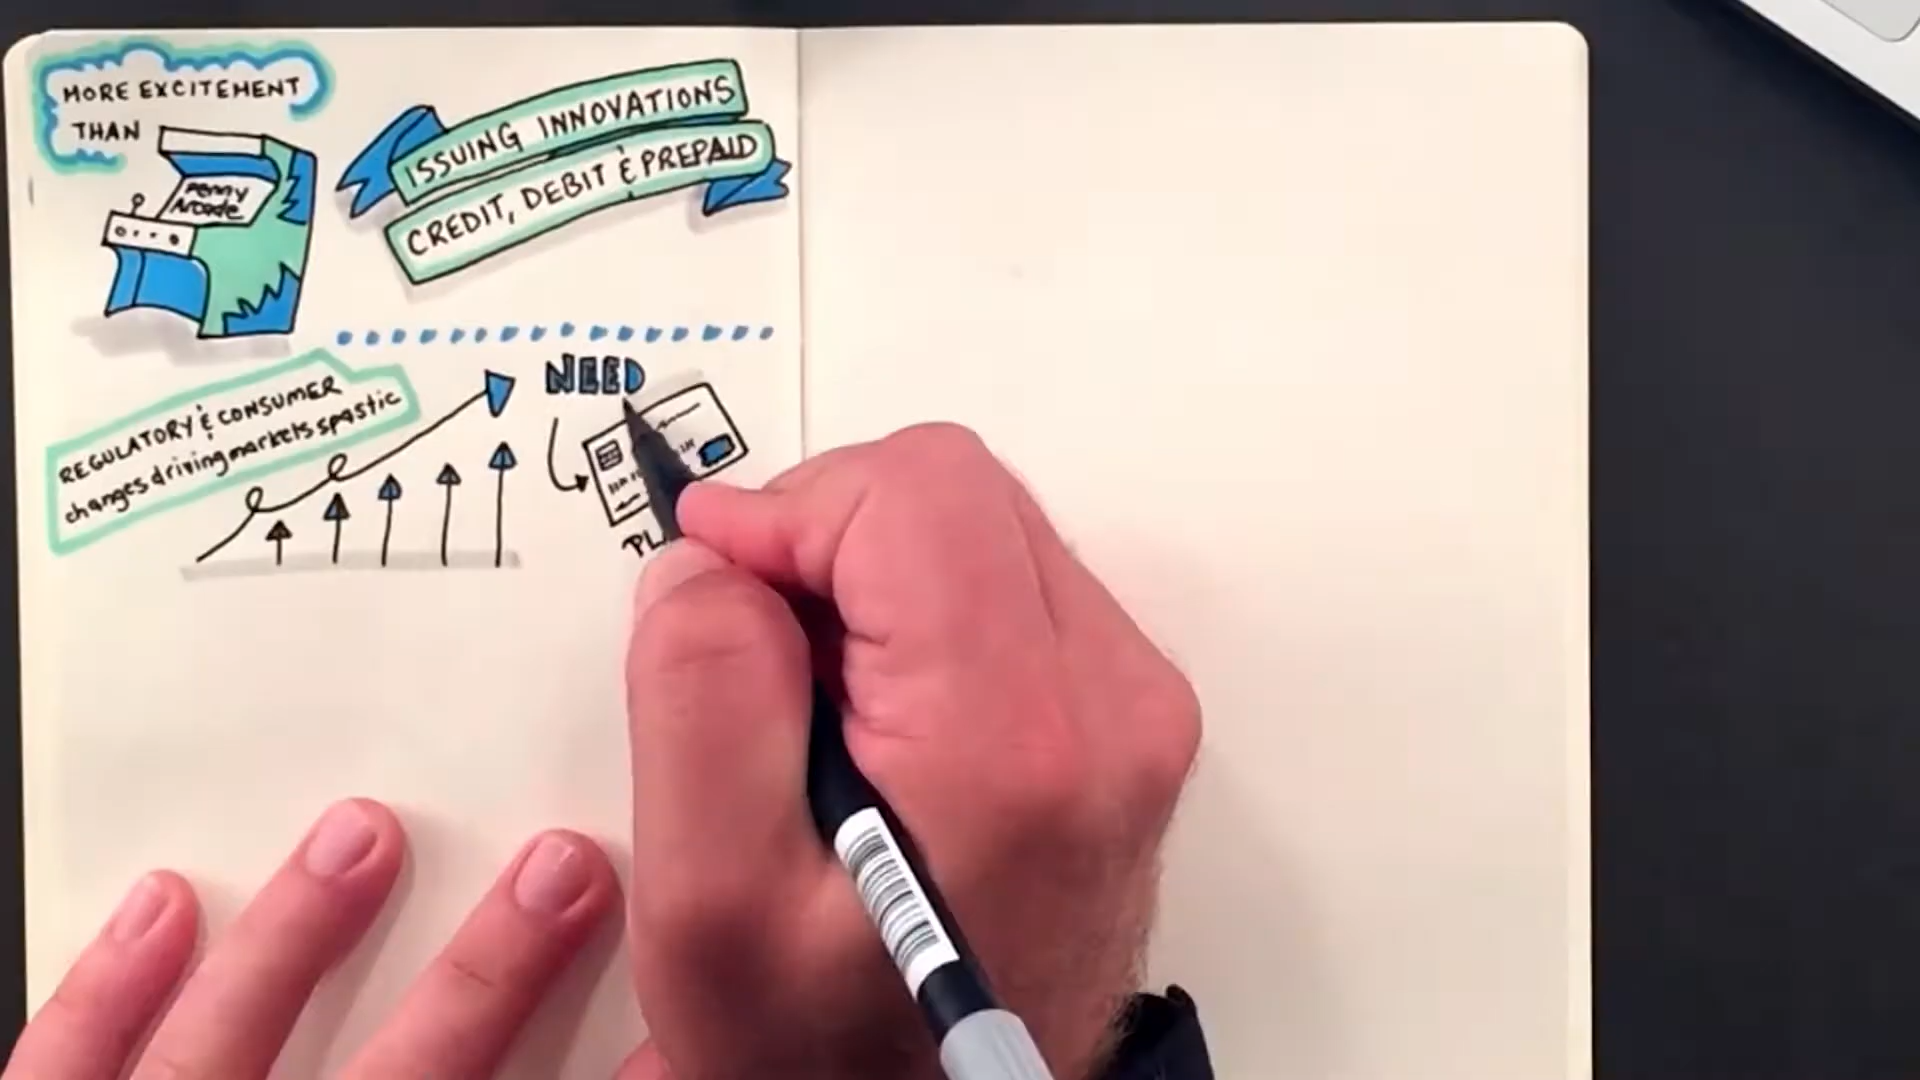 MORE EXCITEMENT
THAN
Penny
Arcade
ISSUING INNOVATIONS
CREDIT, DEBIT & PREPAID
REGULATORY & CONSUMER
changes driving markets spastic
NEED